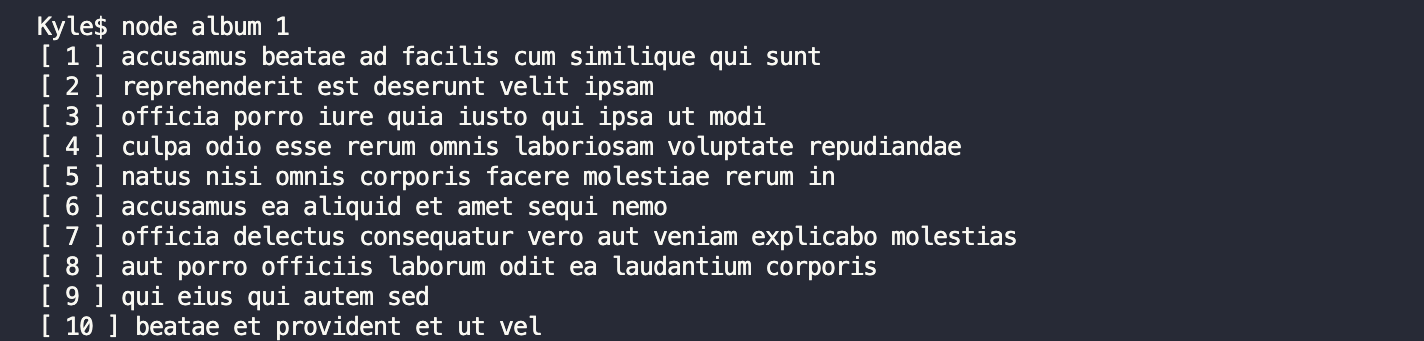 Kyle$ node album 1
[ 1 ] accusamus beatae ad facilis cum similique qui sunt
[ 2 ] reprehenderit est deserunt velit ipsam
[ 3 ] officia porro iure quia iusto qui ipsa ut modi
[ 4 ] culpa odio esse rerum omnis laboriosam voluptate repudiandae
[ 5 ] natus nisi omnis corporis facere molestiae rerum in
[ 6 ] accusamus ea aliquid et amet sequi nemo
[ 7 ] officia delectus consequatur vero aut veniam explicabo molestias
[ 8 ] aut porro officiis laborum odit ea laudantium corporis
[ 9 ] qui eius qui autem sed
[ 10 ] beatae et provident et ut vel